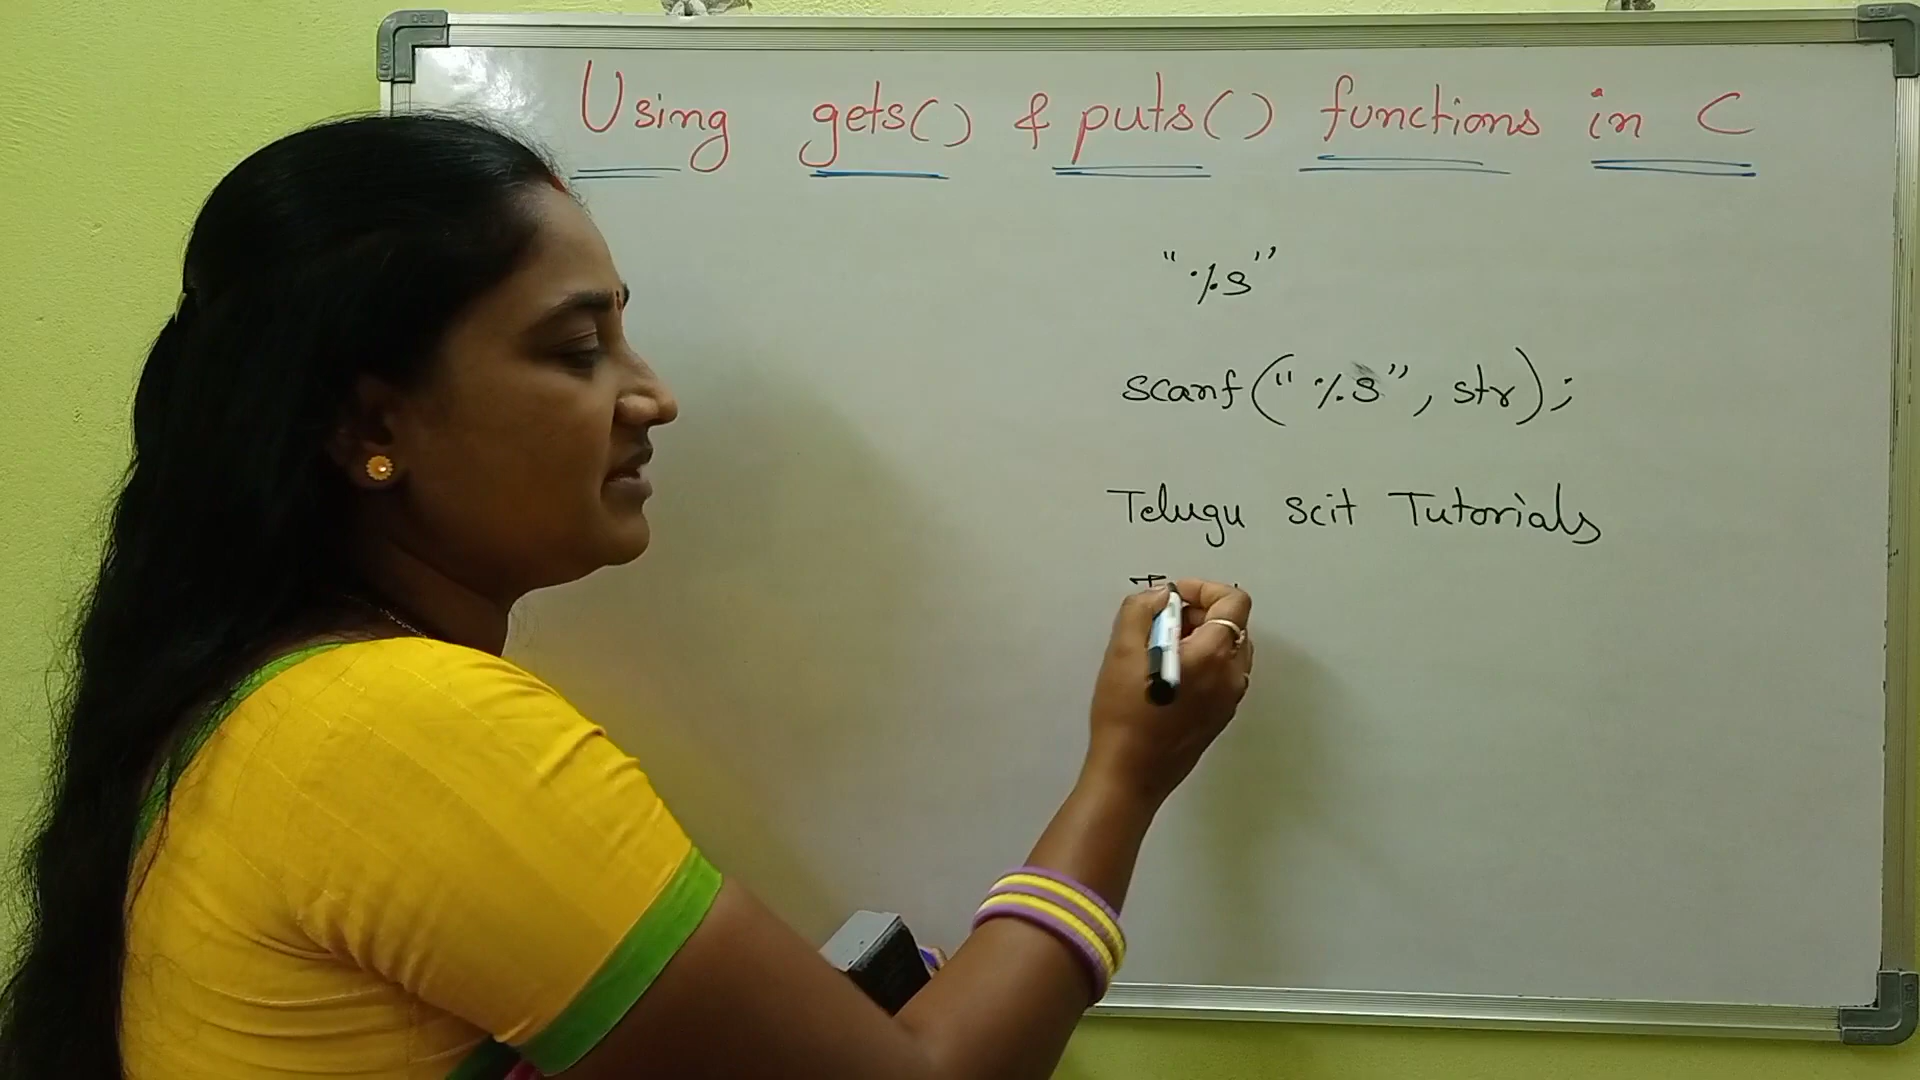 Using gets() & puts() functions in C
"%s"
scanf("%s", str);
Telugu scit Tutorials